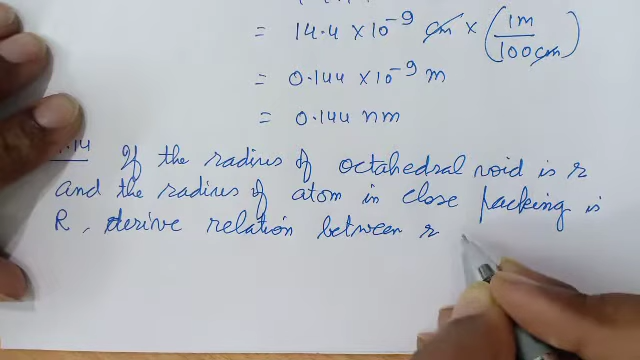 = 14.4 × 10⁻⁹ cm × (1m / 100cm)
= 0.144 × 10⁻⁹ m
= 0.144 nm
.14 If the radius of octahedral void is r
and the radius of atom in close packing is
R, derive relation between r